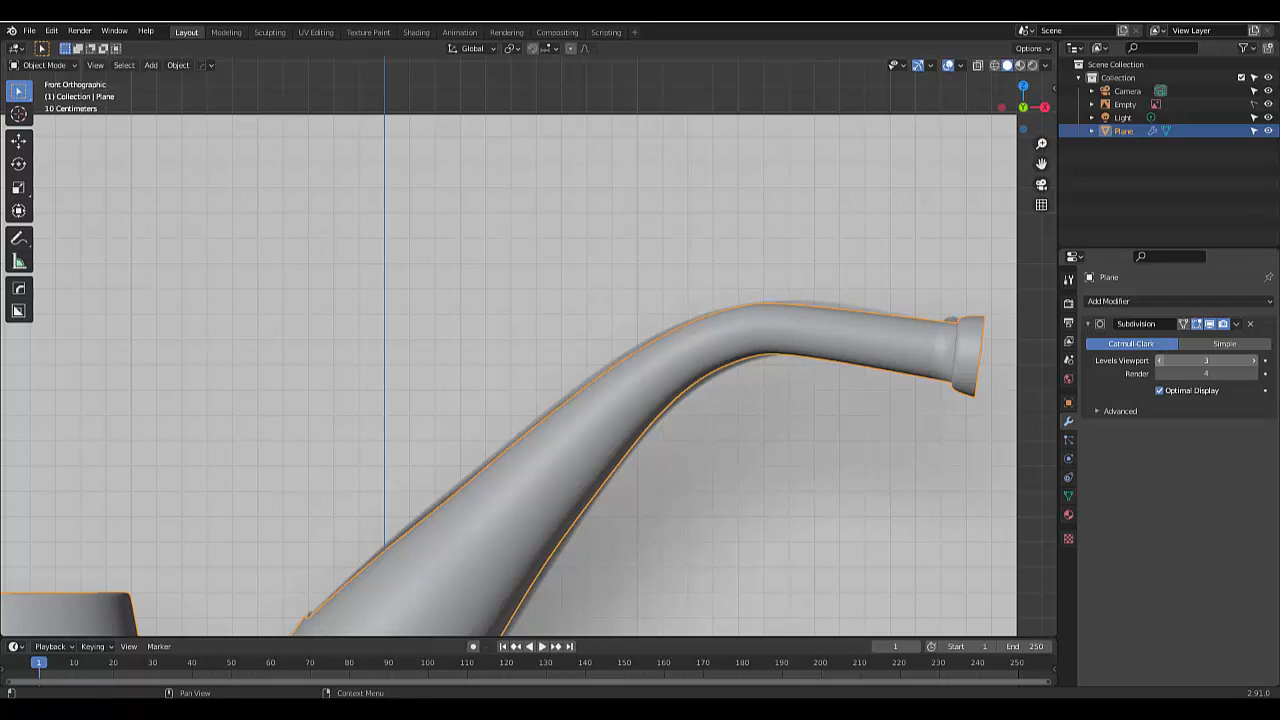 File Edit Render Window Help Layout Modeling Sculpting UV Editing Texture Paint Shading Animation Rendering Compositing Scripting + Scene View Layer
Global Options
Object Mode View Select Add Object
Front Orthographic
(1) Collection | Plane
10 Centimeters
Scene Collection
Collection
Camera
Empty
Light
Plane
Plane
Add Modifier
Subdivision
Catmull-Clark Simple
Levels Viewport 3
Render 4
Optimal Display
Advanced
Playback Keying View Marker 1 Start 1 End 250
1 10 20 30 40 50 60 70 80 90 100 110 120 130 140 150 160 170 180 190 200 210 220 230 240 250
Pan View Context Menu 2.91.0